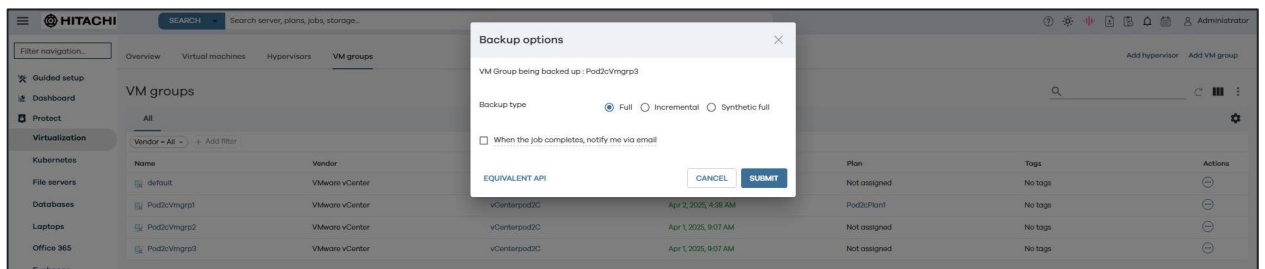 HITACHI SEARCH Search server, plans, jobs, storage... Administrator
Filter navigation...
Overview Virtual machines Hypervisors VM groups Add hypervisor Add VM group
Guided setup
Dashboard
Protect
Virtualization
Kubernetes
File servers
Databases
Laptops
Office 365
VM groups
All
Vendor - All + Add filter
Name Vendor Plan Tags Actions
default VMware vCenter Not assigned No tags
Pod2cVmgrp1 VMware vCenter vCenterpod2C Apr 2, 2025, 4:38 AM Pod2cPlan1 No tags
Pod2cVmgrp2 VMware vCenter vCenterpod2C Apr 1, 2025, 9:07 AM Not assigned No tags
Pod2cVmgrp3 VMware vCenter vCenterpod2C Apr 1, 2025, 9:07 AM Not assigned No tags
Backup options
VM Group being backed up : Pod2cVmgrp3
Backup type Full Incremental Synthetic full
When the job completes, notify me via email
EQUIVALENT API CANCEL SUBMIT